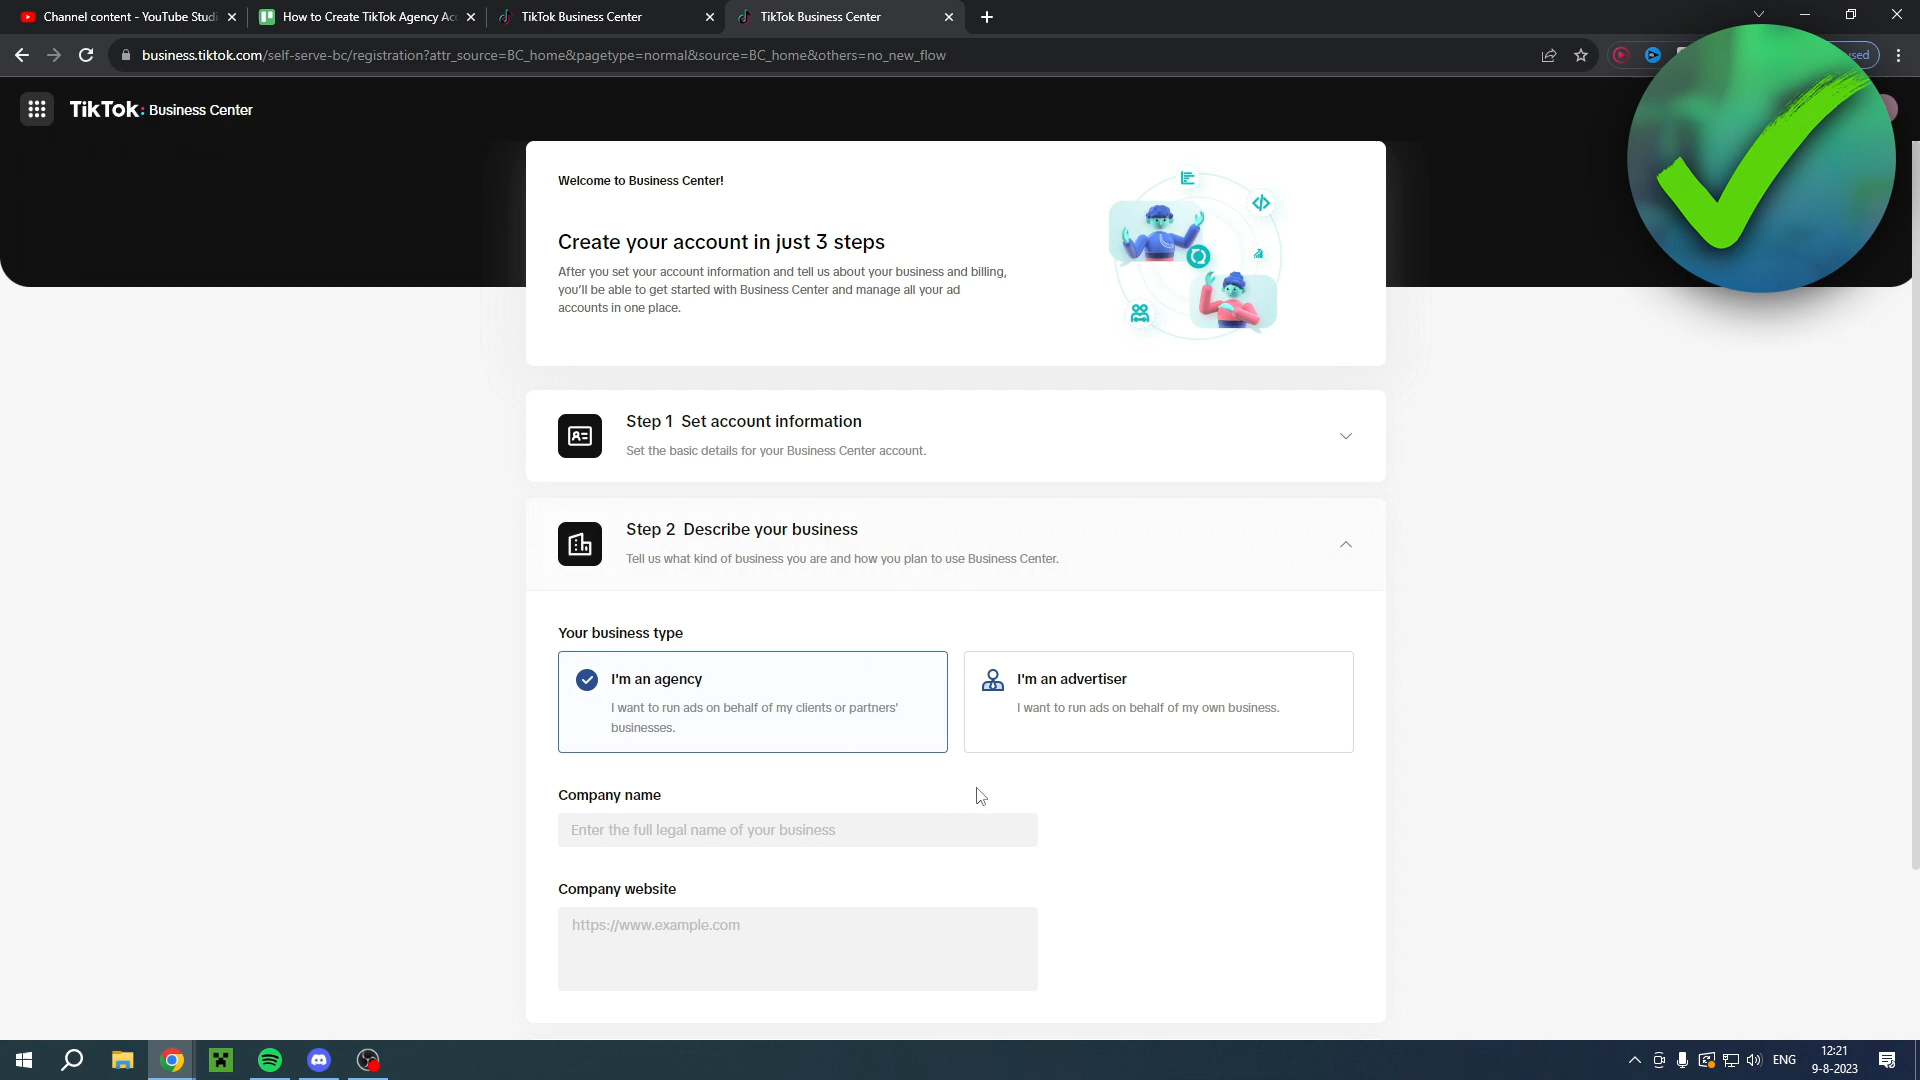 Channel content - YouTube Studi
How to Create TikTok Agency Acc
TikTok Business Center
TikTok Business Center
business.tiktok.com/self-serve-bc/registration?attr_source=BC_home&pagetype=normal&source=BC_home&others=no_new_flow
TikTok: Business Center
Welcome to Business Center!
Create your account in just 3 steps
After you set your account information and tell us about your business and billing,
you'll be able to get started with Business Center and manage all your ad
accounts in one place.
Step 1 Set account information
Set the basic details for your Business Center account.
Step 2 Describe your business
Tell us what kind of business you are and how you plan to use Business Center.
Your business type
I'm an agency
I want to run ads on behalf of my clients or partners'
businesses.
I'm an advertiser
I want to run ads on behalf of my own business.
Company name
Enter the full legal name of your business
Company website
https://www.example.com
ENG
12:21
9-8-2023